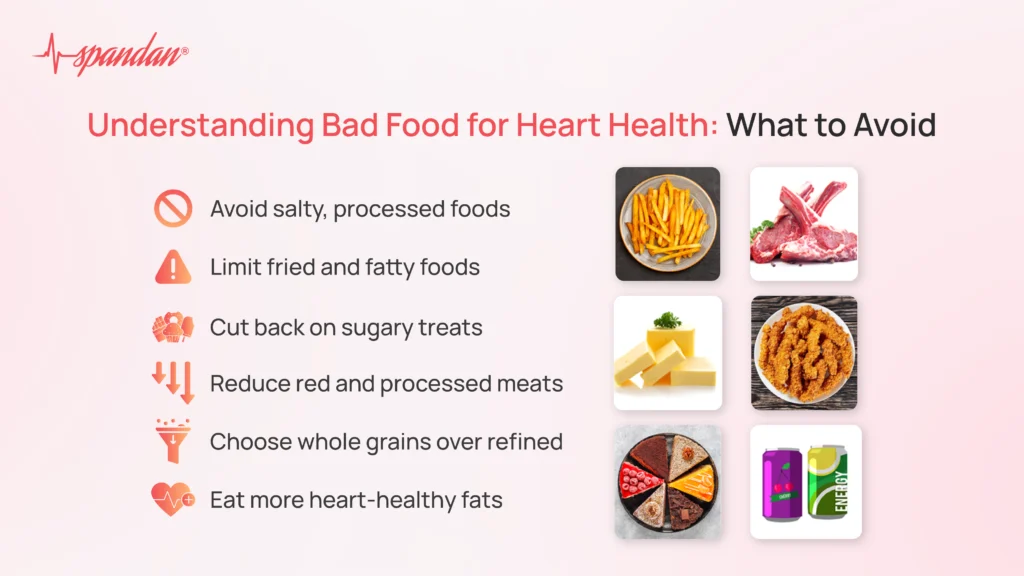 spandan®
Understanding Bad Food for Heart Health: What to Avoid
Avoid salty, processed foods
Limit fried and fatty foods
Cut back on sugary treats
Reduce red and processed meats
Choose whole grains over refined
Eat more heart-healthy fats
ENERGY